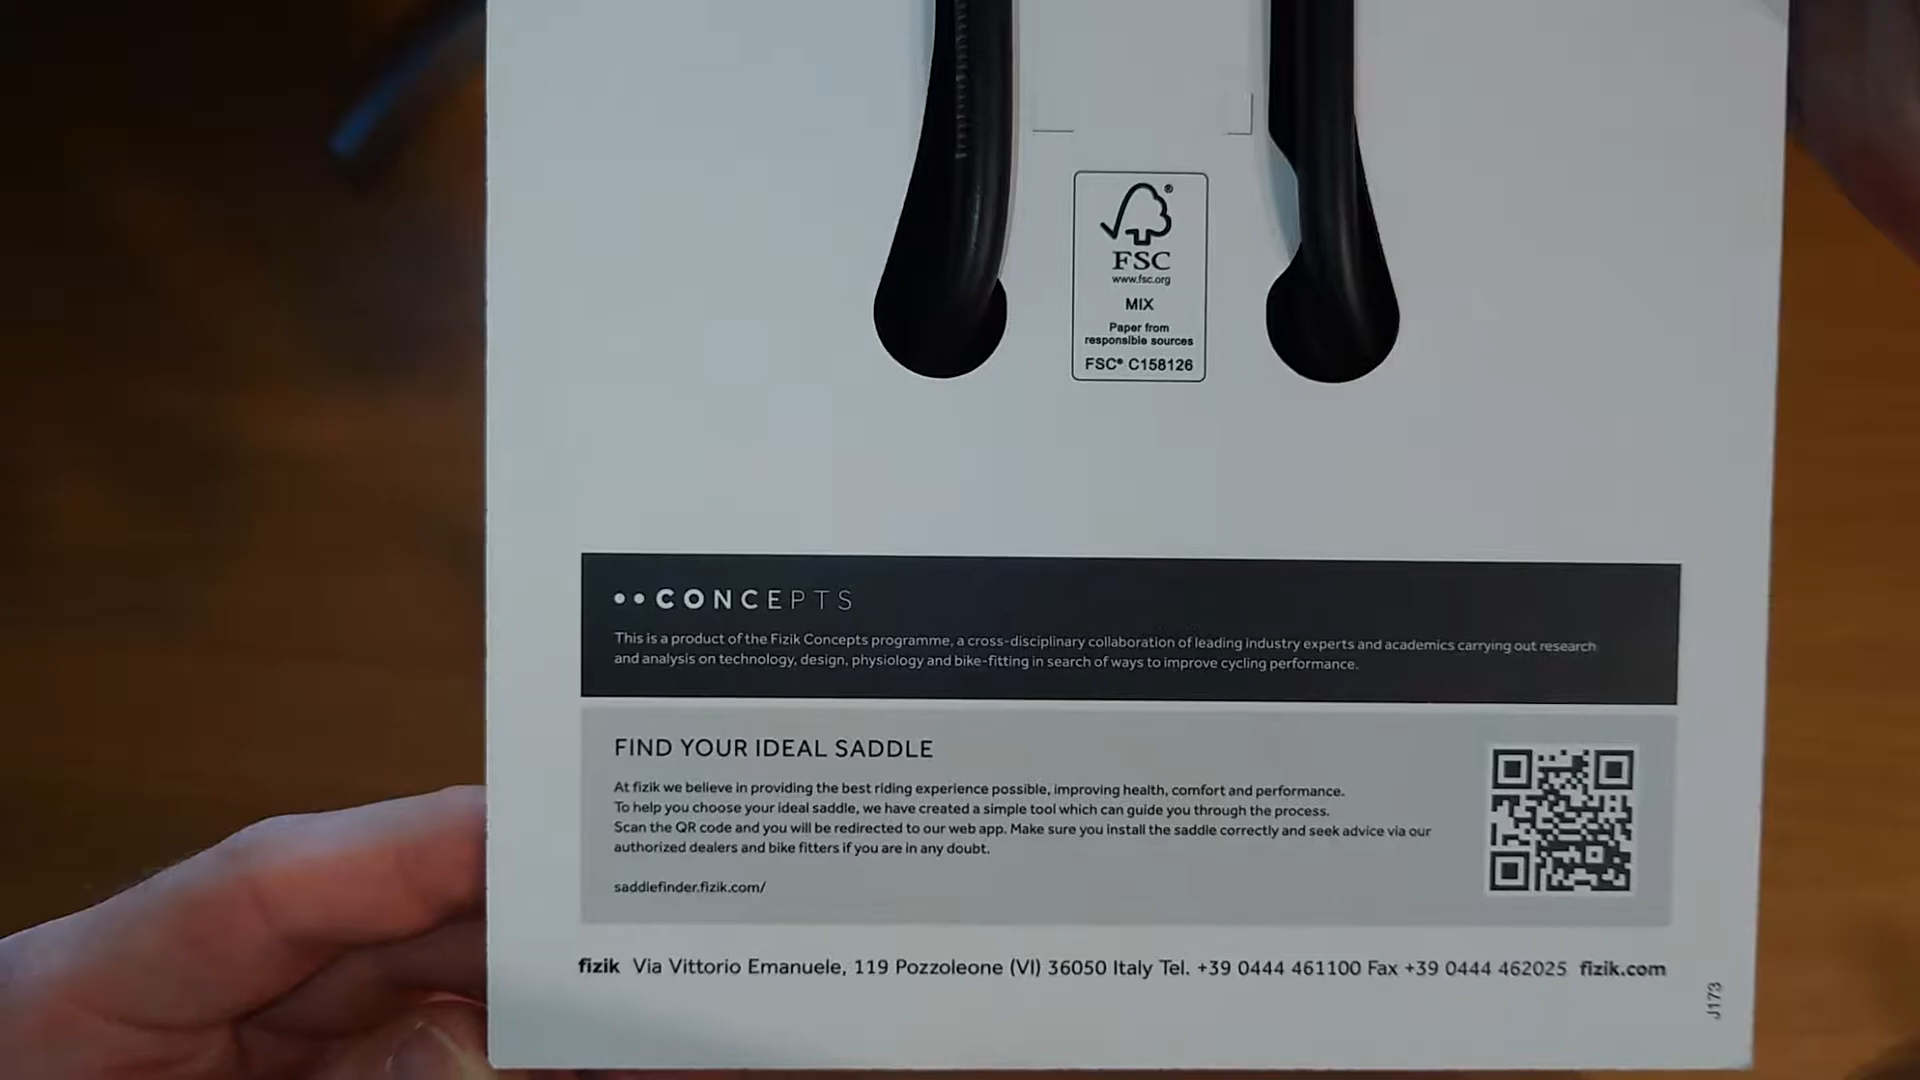 FSC
www.fsc.org
MIX
Paper from
responsible sources
FSC® C158126
CONCEPTS
This is a product of the Fizik Concepts programme, a cross-disciplinary collaboration of leading industry experts and academics carrying out research
and analysis on technology, design, physiology and bike-fitting in search of ways to improve cycling performance.
FIND YOUR IDEAL SADDLE
At fizik we believe in providing the best riding experience possible, improving health, comfort and performance.
To help you choose your ideal saddle, we have created a simple tool which can guide you through the process.
Scan the QR code and you will be redirected to our web app. Make sure you install the saddle correctly and seek advice via our
authorized dealers and bike fitters if you are in any doubt.
saddlefinder.fizik.com/
fizik Via Vittorio Emanuele, 119 Pozzoleone (VI) 36050 Italy Tel. +39 0444 461100 Fax +39 0444 462025 fizik.com
J173